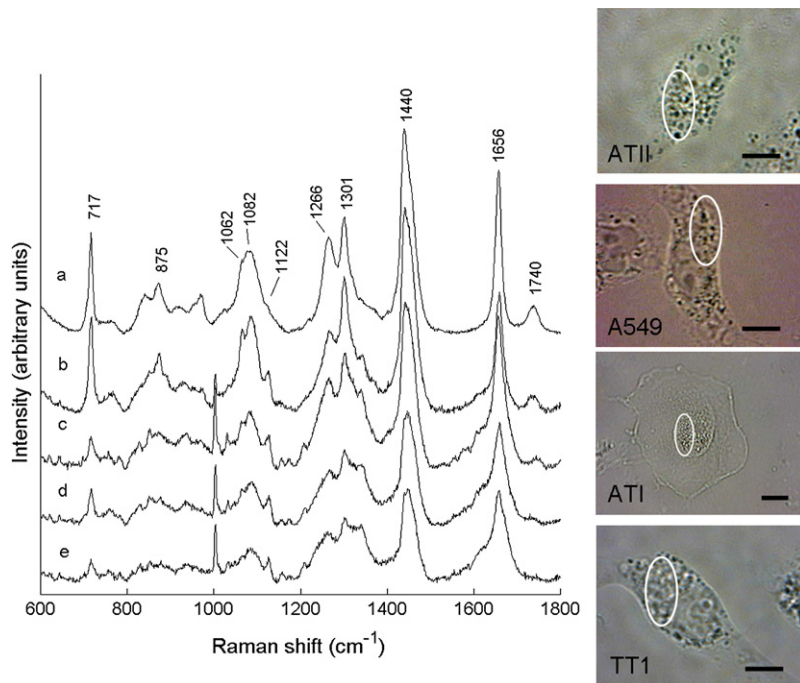 1440
1656
717
1266
1301
1082
1062
1122
875
1740
a
b
c
d
e
Intensity (arbitrary units)
600
800
1000
1200
1400
1600
1800
Raman shift (cm⁻¹)
ATII
A549
ATI
TT1